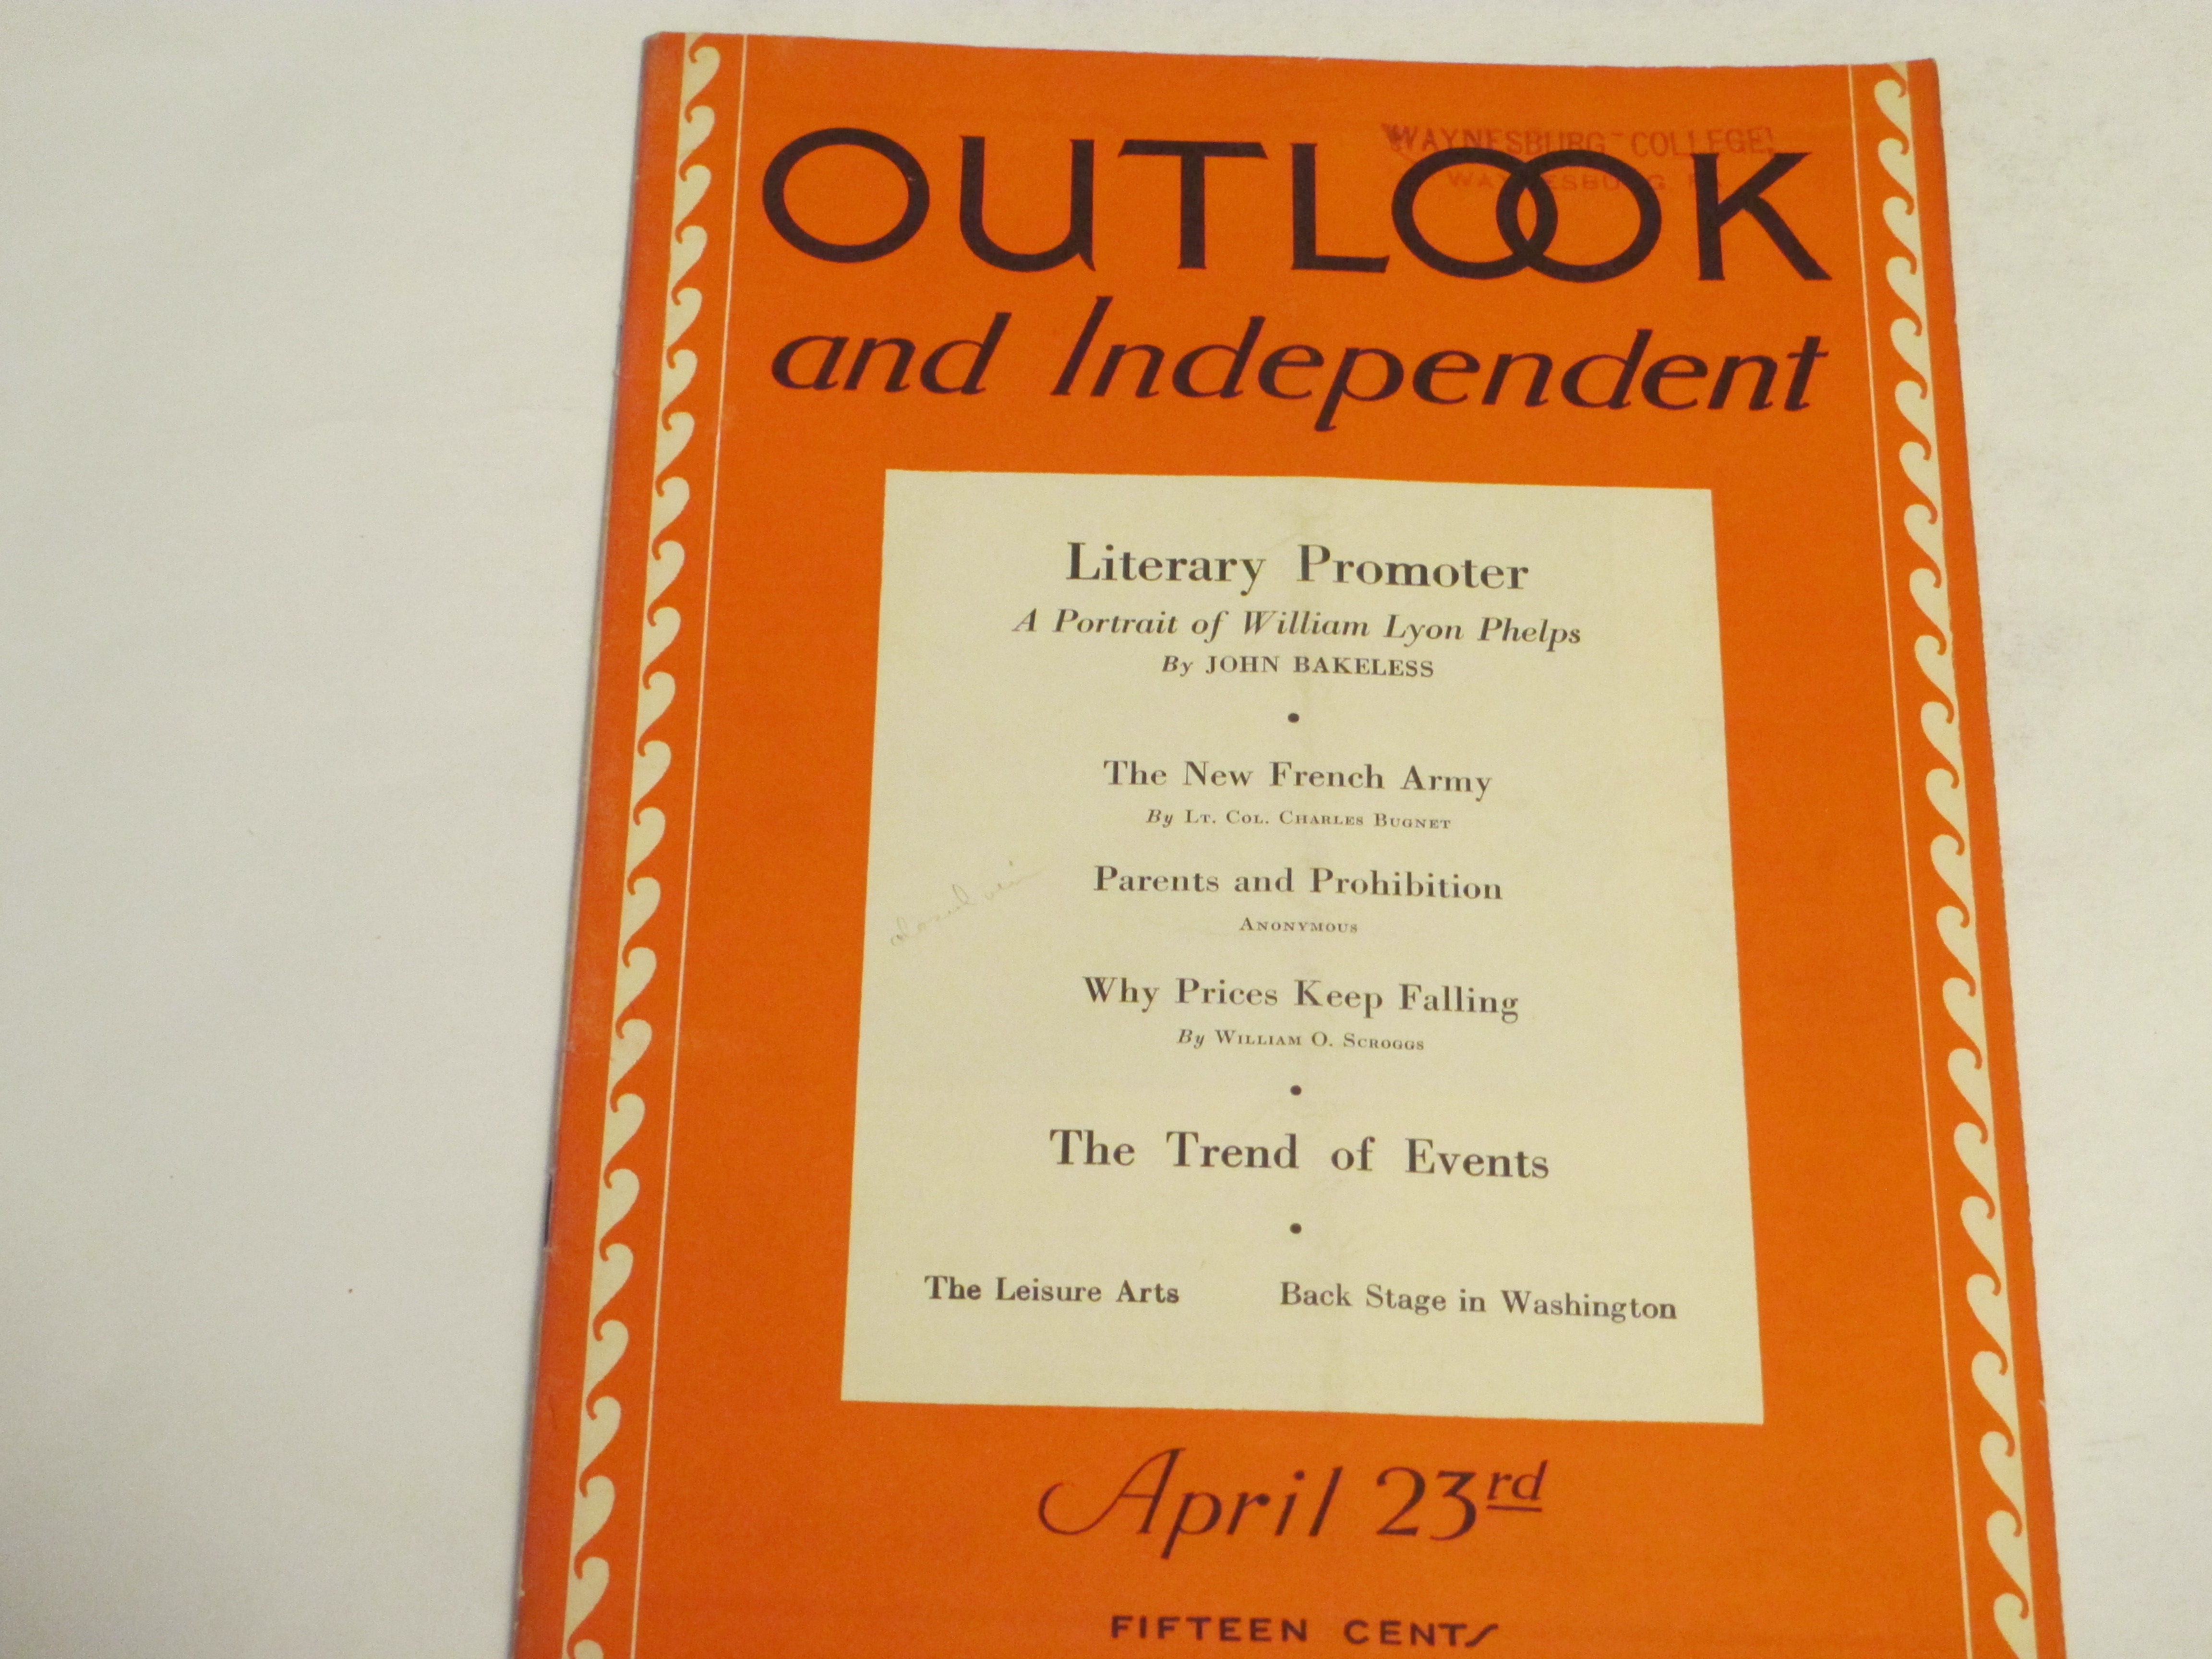 WAYNESBURG COLLEGE
OUTLOOK
and Independent
Literary Promoter
A Portrait of William Lyon Phelps
By JOHN BAKELESS
The New French Army
By LT. COL. CHARLES BUGNET
Parents and Prohibition
ANONYMOUS
Why Prices Keep Falling
By WILLIAM O. SCROGGS
The Trend of Events
The Leisure Arts
Back Stage in Washington
April 23rd
FIFTEEN CENTS